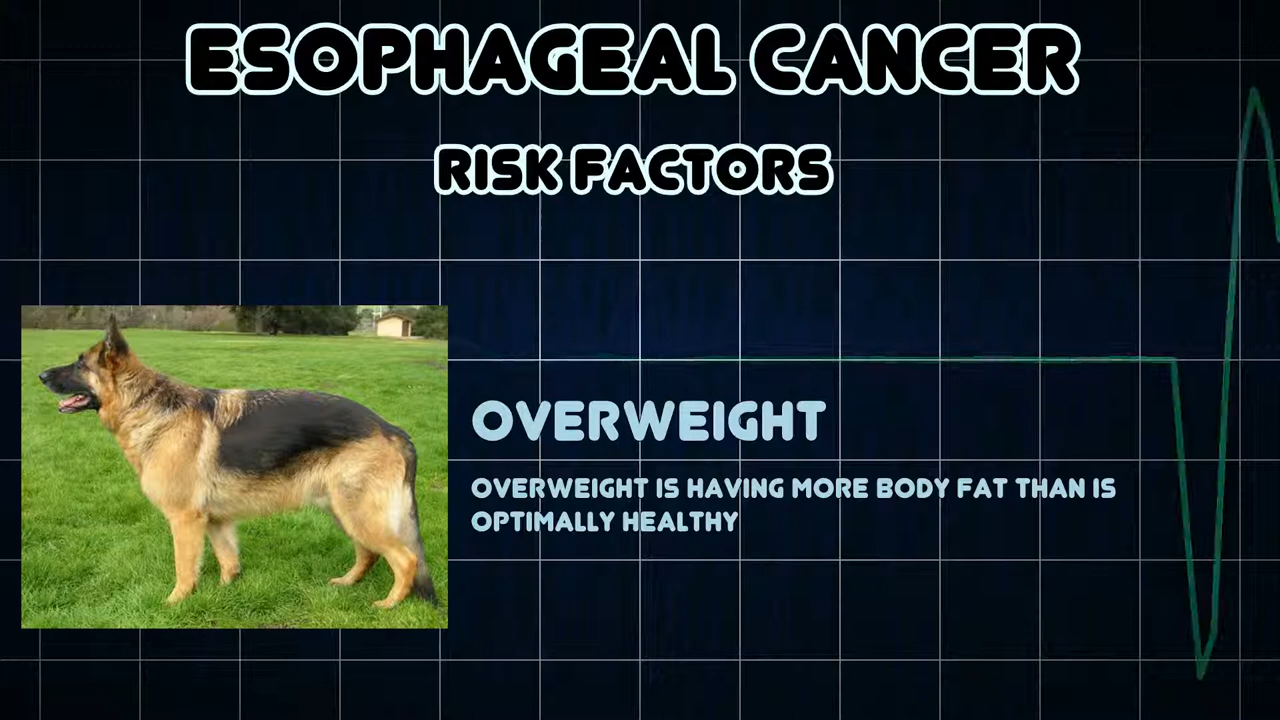 ESOPHAGEAL CANCER
RISK FACTORS
OVERWEIGHT
OVERWEIGHT IS HAVING MORE BODY FAT THAN IS
OPTIMALLY HEALTHY